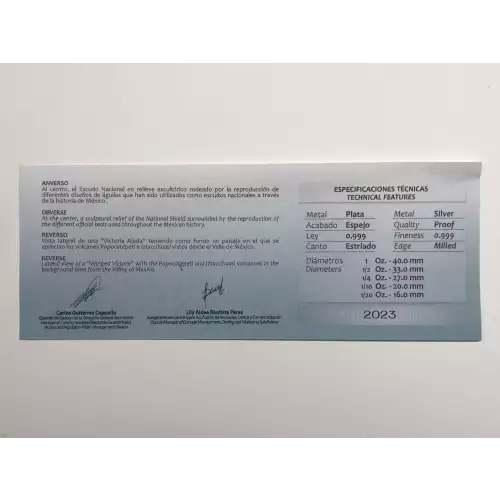 ANVERSO
Al centro, el Escudo Nacional en relieve escultórico rodeado por la reproducción de
diferentes diseños de águilas que han sido utilizados como escudos nacionales a través
de la historia de México.
OBVERSE
At the center, a sculptural relief of the National Shield surrounded by the reproduction of
the different official seals used throughout the Mexican history.
REVERSO
Vista lateral de una "Victoria Alada" teniendo como fondo un paisaje en el que se
aprecian los volcanes Popocatépetl e Iztaccíhuatl vistos desde el Valle de México.
REVERSE
Lateral view of a "Winged Victory" with the Popocatépetl and Iztaccíhuatl volcanoes in the
background seen from the Valley of Mexico.
Carlos Gutiérrez
Lily Aidee Bautista Pérez
ESPECIFICACIONES TÉCNICAS
TECHNICAL FEATURES
Metal Plata Metal Silver
Acabado Espejo Quality Proof
Ley 0.999 Fineness 0.999
Canto Estriado Edge Milled
Diámetros 1 Oz. - 40.0 mm
Diameters 1/2 Oz. - 33.0 mm
1/4 Oz. - 27.0 mm
1/10 Oz. - 20.0 mm
1/20 Oz. - 16.0 mm
2023